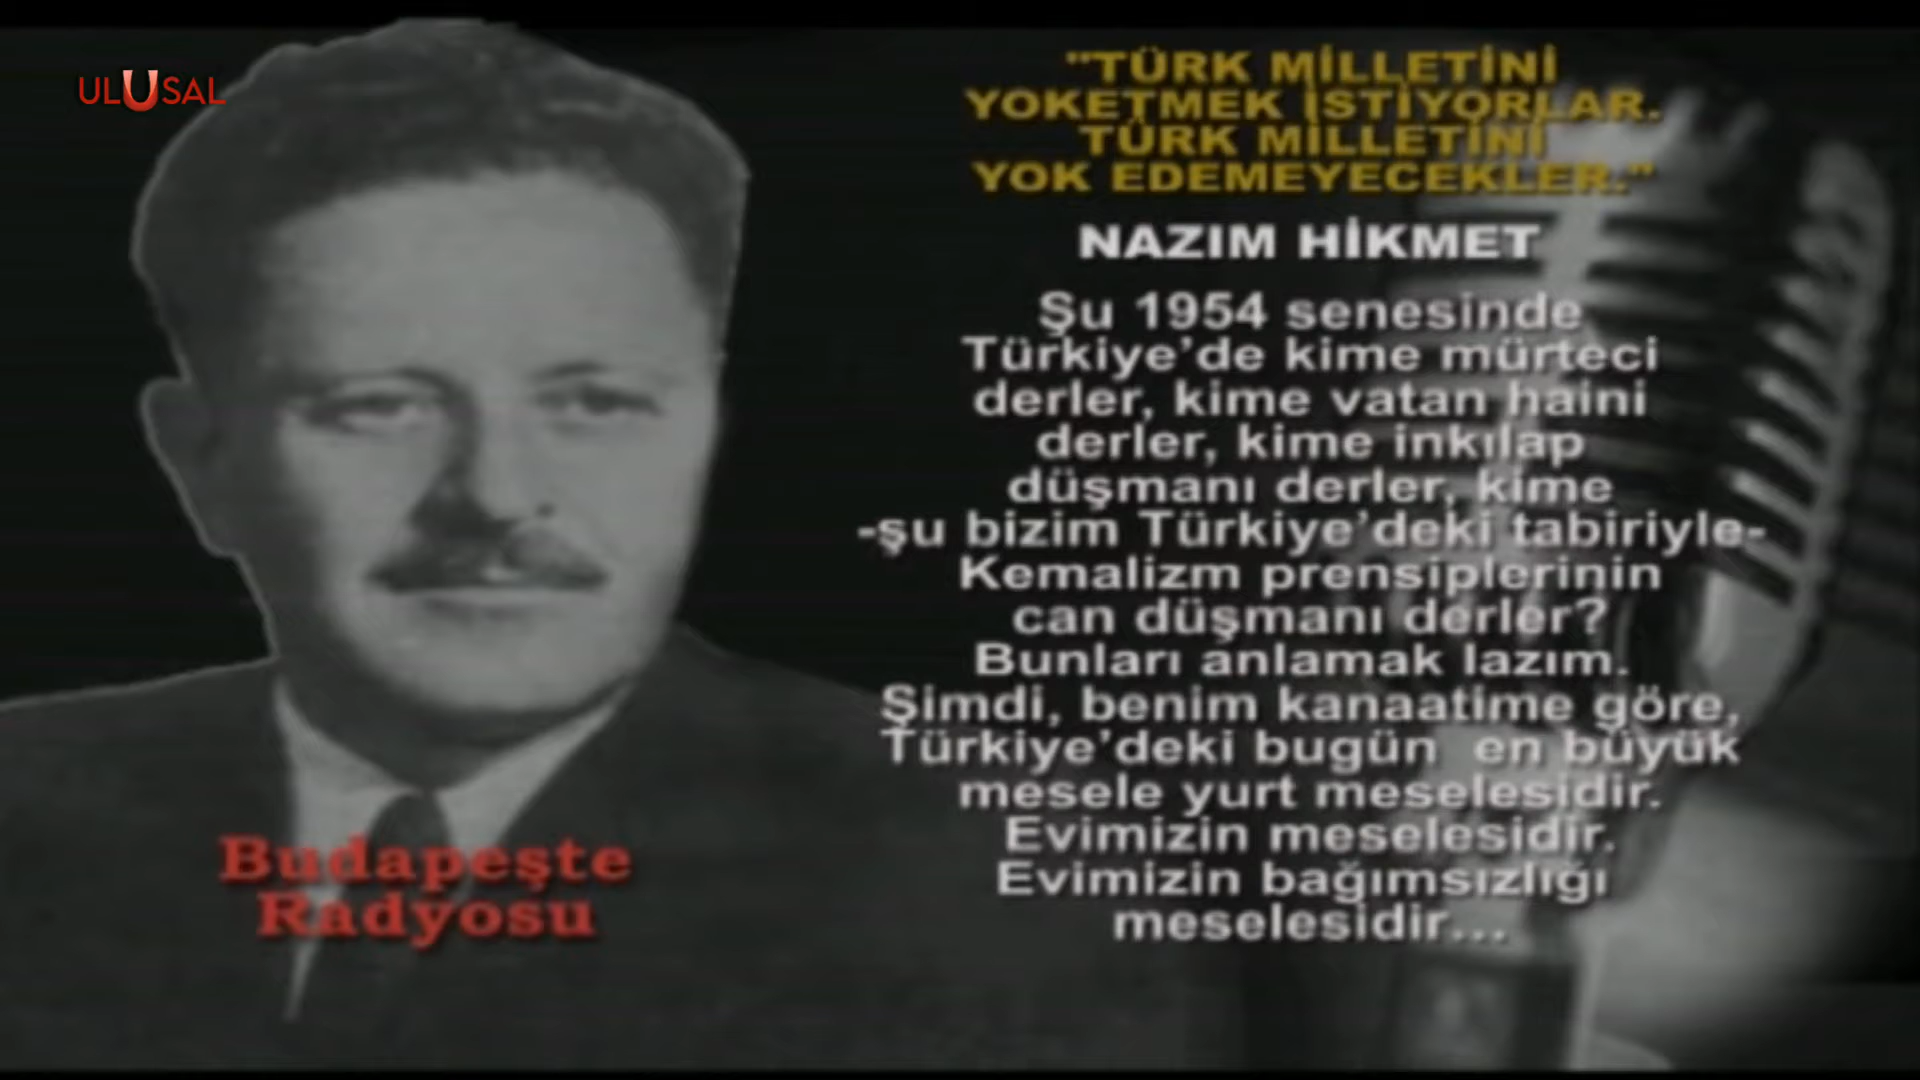 ULUSAL
"TÜRK MİLLETİNİ
YOKETMEK İSTİYORLAR.
TÜRK MİLLETİNİ
YOK EDEMEYECEKLER."
NAZIM HİKMET
Şu 1954 senesinde
Türkiye'de kime mürteci
derler, kime vatan haini
derler, kime inkılap
düşmanı derler, kime
-şu bizim Türkiye'deki tabiriyle-
Kemalizm prensiplerinin
can düşmanı derler?
Bunları anlamak lazım.
Şimdi, benim kanaatime göre,
Türkiye'deki bugün en büyük
mesele yurt meselesidir.
Evimizin meselesidir.
Evimizin bağımsızlığı
meselesidir...
Budapeşte
Radyosu